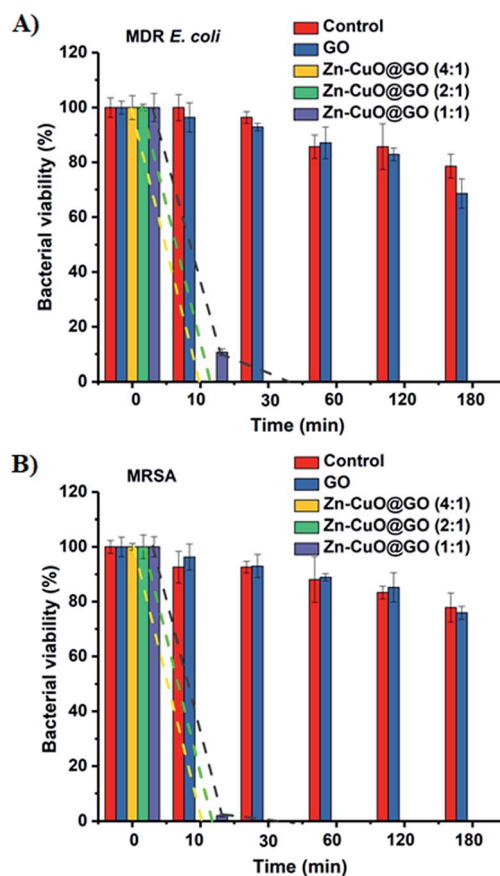 A)
MDR E. coli
Control
GO
Zn-CuO@GO (4:1)
Zn-CuO@GO (2:1)
Zn-CuO@GO (1:1)
Bacterial viability (%)
120
100
80
60
40
20
0
0 10 30 60 120 180
Time (min)
B)
MRSA
Control
GO
Zn-CuO@GO (4:1)
Zn-CuO@GO (2:1)
Zn-CuO@GO (1:1)
Bacterial viability (%)
120
100
80
60
40
20
0
0 10 30 60 120 180
Time (min)